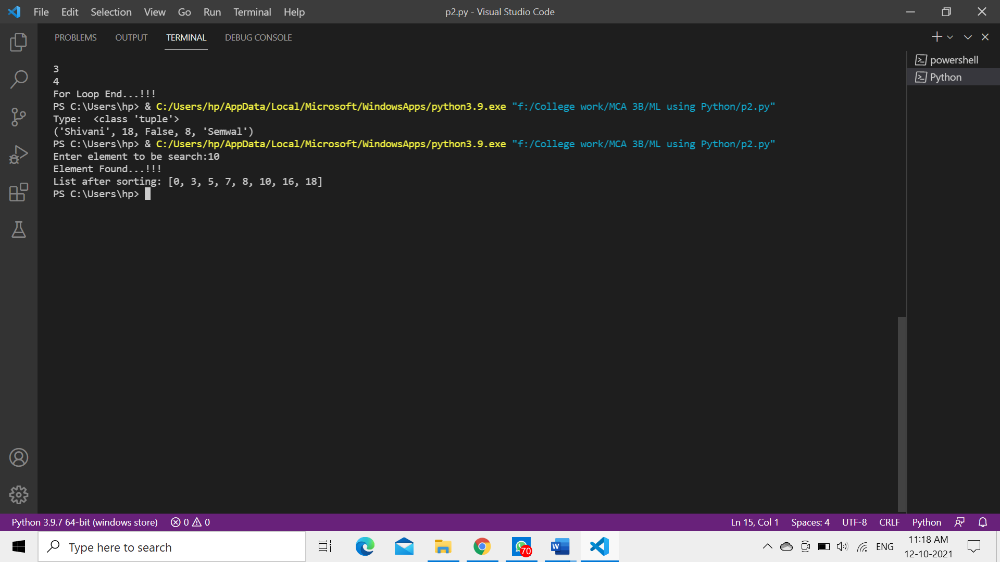 File Edit Selection View Go Run Terminal Help p2.py - Visual Studio Code
PROBLEMS OUTPUT TERMINAL DEBUG CONSOLE
powershell
Python
3
4
For Loop End...!!!
PS C:\Users\hp> & C:/Users/hp/AppData/Local/Microsoft/WindowsApps/python3.9.exe "f:/College work/MCA 3B/ML using Python/p2.py"
Type:  <class 'tuple'>
('Shivani', 18, False, 8, 'Semwal')
PS C:\Users\hp> & C:/Users/hp/AppData/Local/Microsoft/WindowsApps/python3.9.exe "f:/College work/MCA 3B/ML using Python/p2.py"
Enter element to be search:10
Element Found...!!!
List after sorting: [0, 3, 5, 7, 8, 10, 16, 18]
PS C:\Users\hp>
Python 3.9.7 64-bit (windows store) 0 0 Ln 15, Col 1 Spaces: 4 UTF-8 CRLF Python
Type here to search 70 W ENG 11:18 AM
12-10-2021